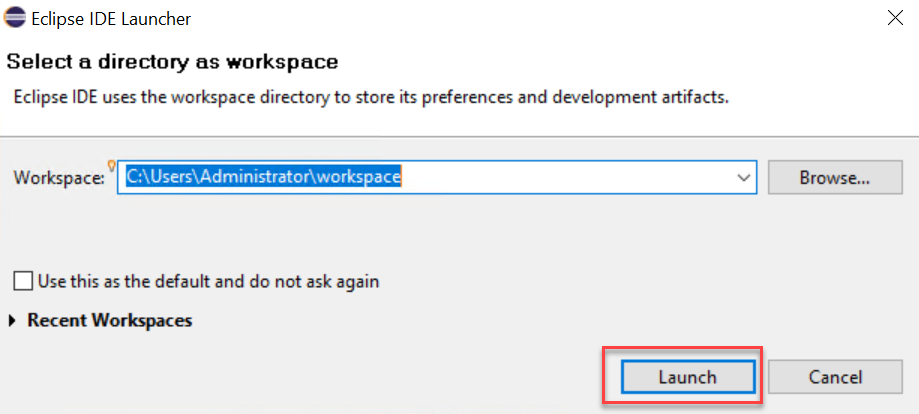 Eclipse IDE Launcher
Select a directory as workspace
Eclipse IDE uses the workspace directory to store its preferences and development artifacts.
Workspace: C:\Users\Administrator\workspace Browse...
Use this as the default and do not ask again
Recent Workspaces
Launch Cancel